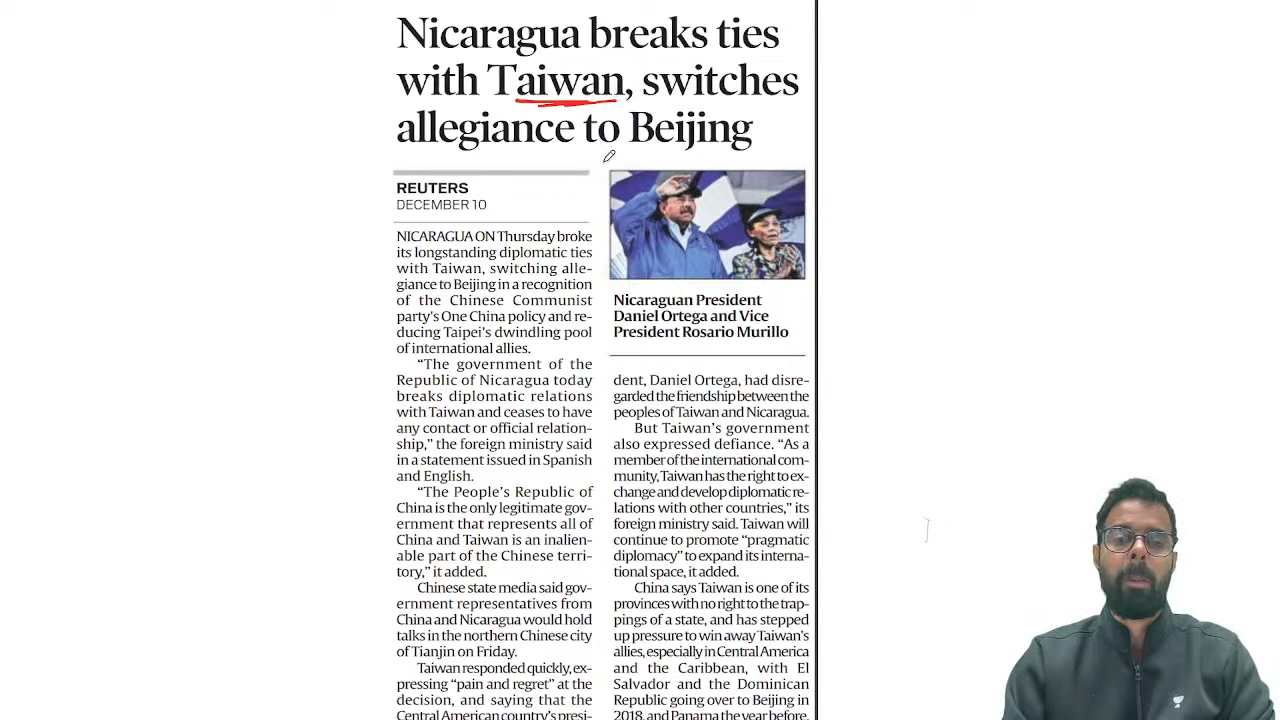 Nicaragua breaks ties
with Taiwan, switches
allegiance to Beijing
REUTERS
DECEMBER 10
NICARAGUA ON Thursday broke
its longstanding diplomatic ties
with Taiwan, switching alle-
giance to Beijing in a recognition
of the Chinese Communist
party's One China policy and re-
ducing Taipei's dwindling pool
of international allies.
“The government of the
Republic of Nicaragua today
breaks diplomatic relations
with Taiwan and ceases to have
any contact or official relation-
ship,” the foreign ministry said
in a statement issued in Spanish
and English.
“The People's Republic of
China is the only legitimate gov-
ernment that represents all of
China and Taiwan is an inalien-
able part of the Chinese terri-
tory,” it added.
Chinese state media said gov-
ernment representatives from
China and Nicaragua would hold
talks in the northern Chinese city
of Tianjin on Friday.
Taiwan responded quickly, ex-
pressing “pain and regret” at the
decision, and saying that the
Central American country's presi-
Nicaraguan President
Daniel Ortega and Vice
President Rosario Murillo
dent, Daniel Ortega, had disre-
garded the friendship between the
peoples of Taiwan and Nicaragua.
But Taiwan's government
also expressed defiance. “As a
member of the international com-
munity, Taiwan has the right to ex-
change and develop diplomatic re-
lations with other countries,” its
foreign ministry said. Taiwan will
continue to promote “pragmatic
diplomacy” to expand its interna-
tional space, it added.
China says Taiwan is one of its
provinces with no right to the trap-
pings of a state, and has stepped
up pressure to win away Taiwan's
allies, especially in Central America
and the Caribbean, with El
Salvador and the Dominican
Republic going over to Beijing in
2018, and Panama the year before.